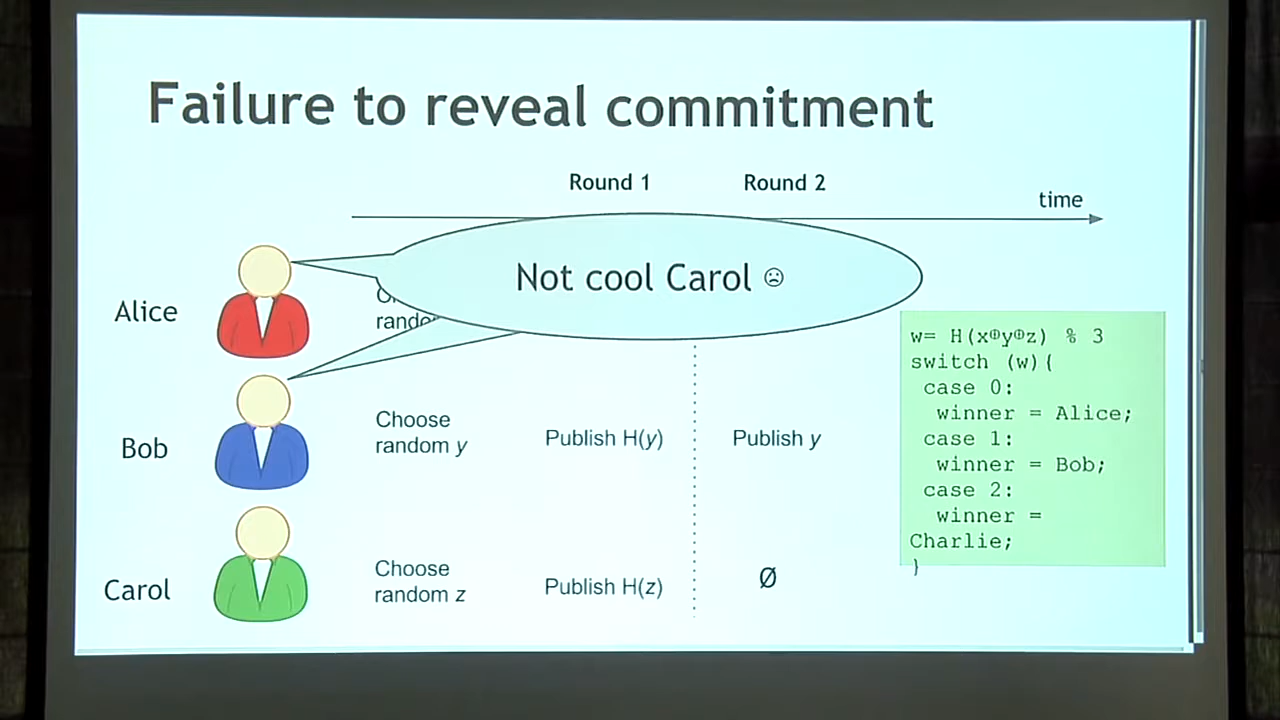 Failure to reveal commitment
Round 1
Round 2
time
Not cool Carol ☹
Alice
w= H(x⊕y⊕z) % 3
switch (w){
case 0:
winner = Alice;
case 1:
winner = Bob;
case 2:
winner =
Charlie;
}
Bob
Choose
random y
Publish H(y)
Publish y
Carol
Choose
random z
Publish H(z)
Ø